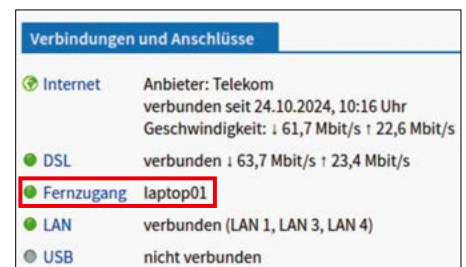 Verbindungen und Anschlüsse
Internet Anbieter: Telekom
verbunden seit 24.10.2024, 10:16 Uhr
Geschwindigkeit: ↓ 61,7 Mbit/s ↑ 22,6 Mbit/s
DSL verbunden ↓ 63,7 Mbit/s ↑ 23,4 Mbit/s
Fernzugang laptop01
LAN verbunden (LAN 1, LAN 3, LAN 4)
USB nicht verbunden